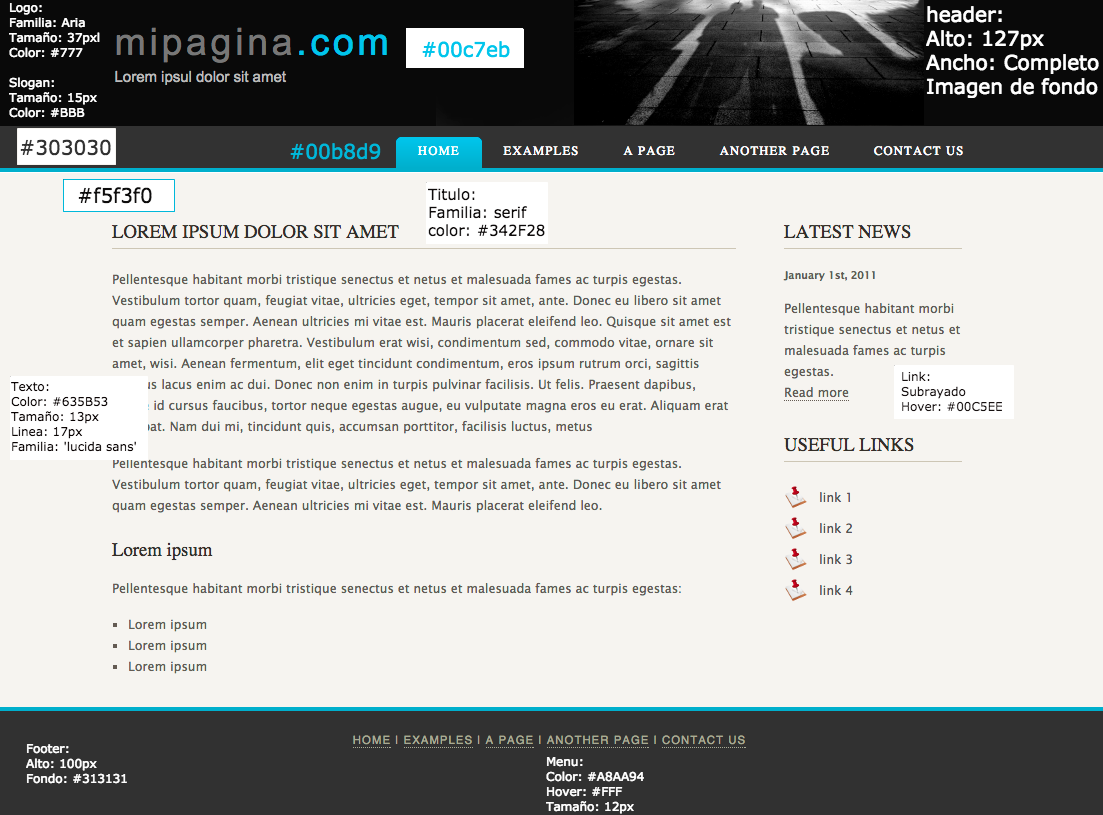 Logo:
Familia: Aria
Tamaño: 37pxl
Color: #777
Slogan:
Tamaño: 15px
Color: #BBB
mipagina.com
Lorem ipsul dolor sit amet
#00c7eb
header:
Alto: 127px
Ancho: Completo
Imagen de fondo
#303030
#00b8d9
HOME EXAMPLES A PAGE ANOTHER PAGE CONTACT US
#f5f3f0
Titulo:
Familia: serif
color: #342F28
LOREM IPSUM DOLOR SIT AMET
Pellentesque habitant morbi tristique senectus et netus et malesuada fames ac turpis egestas.
Vestibulum tortor quam, feugiat vitae, ultricies eget, tempor sit amet, ante. Donec eu libero sit amet
quam egestas semper. Aenean ultricies mi vitae est. Mauris placerat eleifend leo. Quisque sit amet est
et sapien ullamcorper pharetra. Vestibulum erat wisi, condimentum sed, commodo vitae, ornare sit
amet, wisi. Aenean fermentum, elit eget tincidunt condimentum, eros ipsum rutrum orci, sagittis
lacus enim ac dui. Donec non enim in turpis pulvinar facilisis. Ut felis. Praesent dapibus,
id cursus faucibus, tortor neque egestas augue, eu vulputate magna eros eu erat. Aliquam erat
Nam dui mi, tincidunt quis, accumsan porttitor, facilisis luctus, metus
Texto:
Color: #635B53
Tamaño: 13px
Linea: 17px
Familia: 'lucida sans'
Pellentesque habitant morbi tristique senectus et netus et malesuada fames ac turpis egestas.
Vestibulum tortor quam, feugiat vitae, ultricies eget, tempor sit amet, ante. Donec eu libero sit amet
quam egestas semper. Aenean ultricies mi vitae est. Mauris placerat eleifend leo.
Lorem ipsum
Pellentesque habitant morbi tristique senectus et netus et malesuada fames ac turpis egestas:
Lorem ipsum
Lorem ipsum
Lorem ipsum
LATEST NEWS
January 1st, 2011
Pellentesque habitant morbi
tristique senectus et netus et
malesuada fames ac turpis
egestas.
Read more
Link:
Subrayado
Hover: #00C5EE
USEFUL LINKS
link 1
link 2
link 3
link 4
Footer:
Alto: 100px
Fondo: #313131
HOME | EXAMPLES | A PAGE | ANOTHER PAGE | CONTACT US
Menu:
Color: #A8AA94
Hover: #FFF
Tamaño: 12px